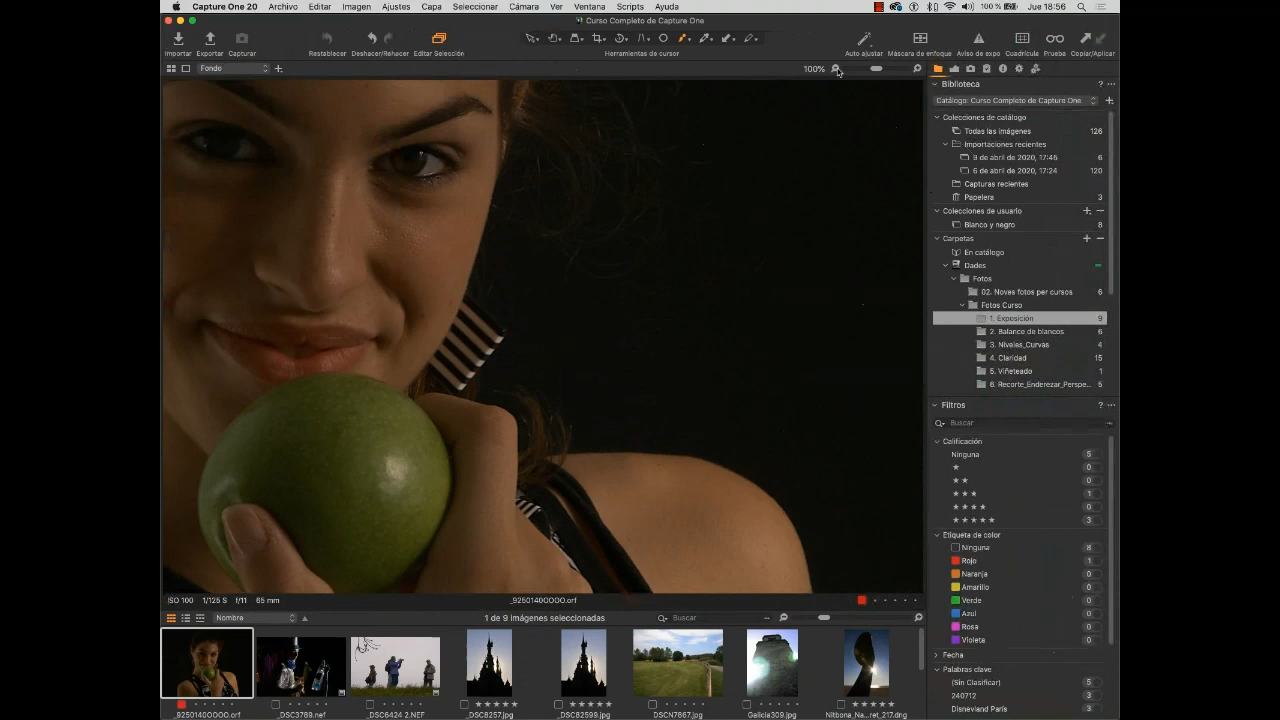 Capture One 20 Archivo Editar Imagen Ajustes Capa Seleccionar Cámara Ver Ventana Scripts Ayuda 100 % Jue 18:56
Curso Completo de Capture One
Importar Exportar Capturar Restablecer Deshacer/Rehacer Editar Selección Herramientas de cursor Auto ajustar Máscara de enfoque Aviso de expo Cuadrícula Prueba Copiar/Aplicar
Fondo 100%
Biblioteca
Catálogo: Curso Completo de Capture One
Colecciones de catálogo
Todas las imágenes 126
Importaciones recientes
9 de abril de 2020, 17:46 6
6 de abril de 2020, 17:24 120
Capturas recientes
Papelera 3
Colecciones de usuario
Blanco y negro 8
Carpetas
En catálogo
Dades
Fotos
02. Noves fotos per cursos 6
Fotos Curso
1. Exposición 9
2. Balance de blancos 6
3. Niveles_Curvas 4
4. Claridad 15
5. Viñeteado 1
6. Recorte_Enderezar_Perspe... 5
Filtros
Buscar
Calificación
Ninguna 5
★ 0
★ ★ 0
★ ★ ★ 1
★ ★ ★ ★ 0
★ ★ ★ ★ ★ 3
Etiqueta de color
Ninguna 8
Rojo 1
Naranja 0
Amarillo 0
Verde 0
Azul 0
Rosa 0
Violeta 0
Fecha
Palabras clave
(Sin Clasificar) 5
240712 3
Disneyland París 3
ISO 100 1/125 S f/11 65 mm _9250140OOOO.orf
Nombre 1 de 9 imágenes seleccionadas Buscar
_9250140OOOO.orf _DSC3789.nef _DSC6424 2.NEF _DSC8257.jpg _DSC82599.jpg DSCN7867.jpg Galicia309.jpg Nitbona_Na...ret_217.dng